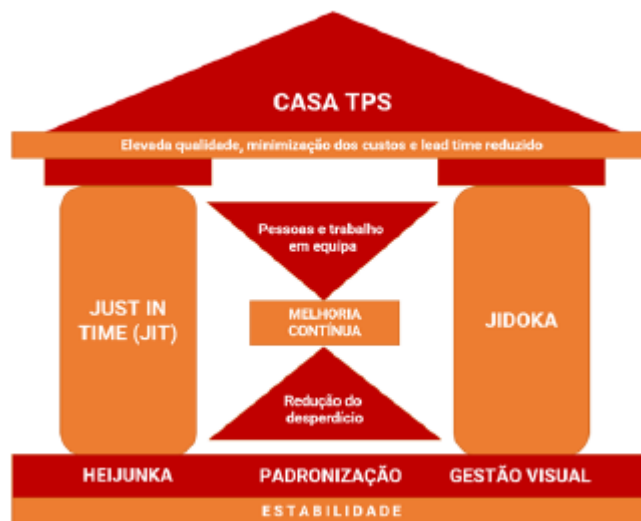 CASA TPS
Elevada qualidade, minimização dos custos e lead time reduzido
Pessoas e trabalho
em equipa
JUST IN
TIME (JIT)
MELHORIA
CONTÍNUA
JIDOKA
Redução do
desperdício
HEIJUNKA
PADRONIZAÇÃO
GESTÃO VISUAL
ESTABILIDADE